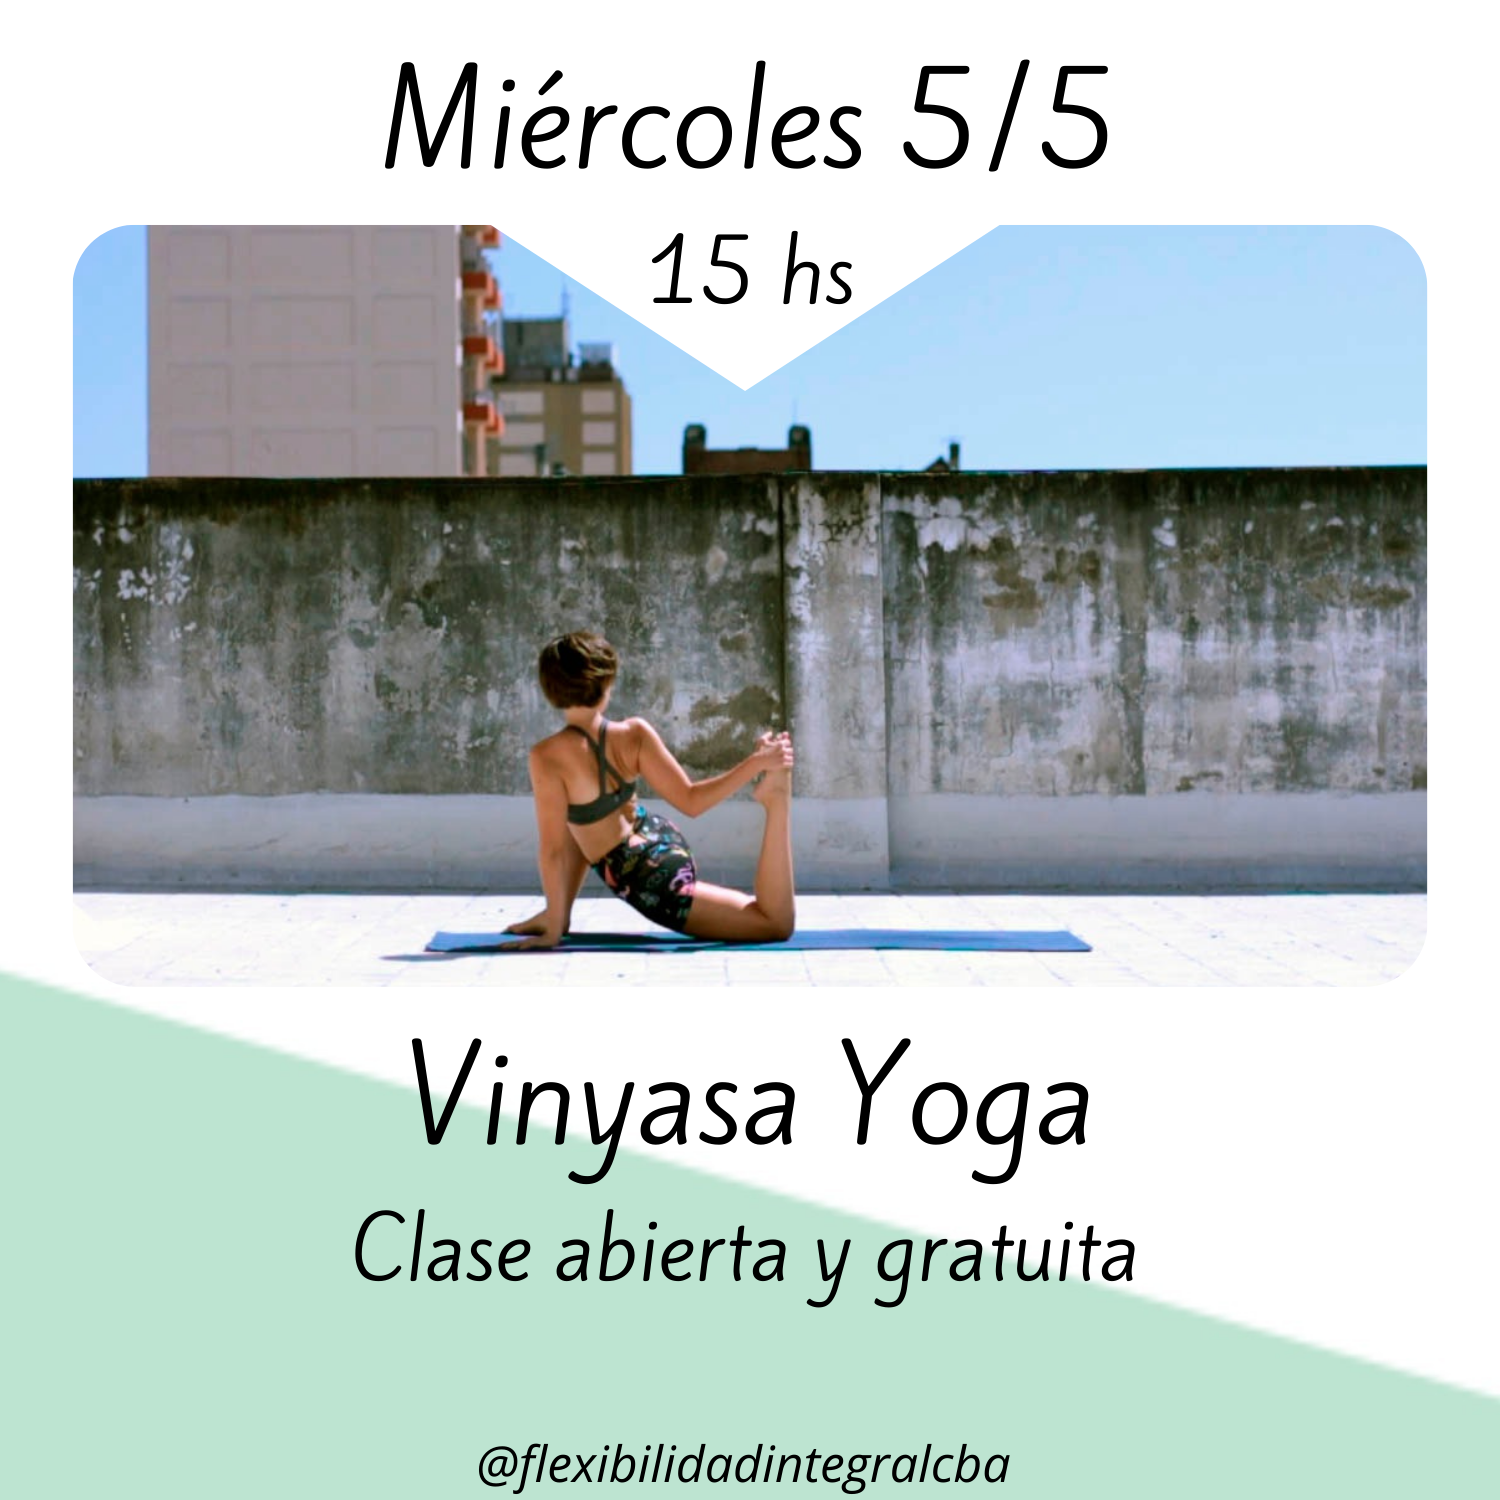 Miércoles 5/5
15 hs
Vinyasa Yoga
Clase abierta y gratuita
@flexibilidadintegralcba